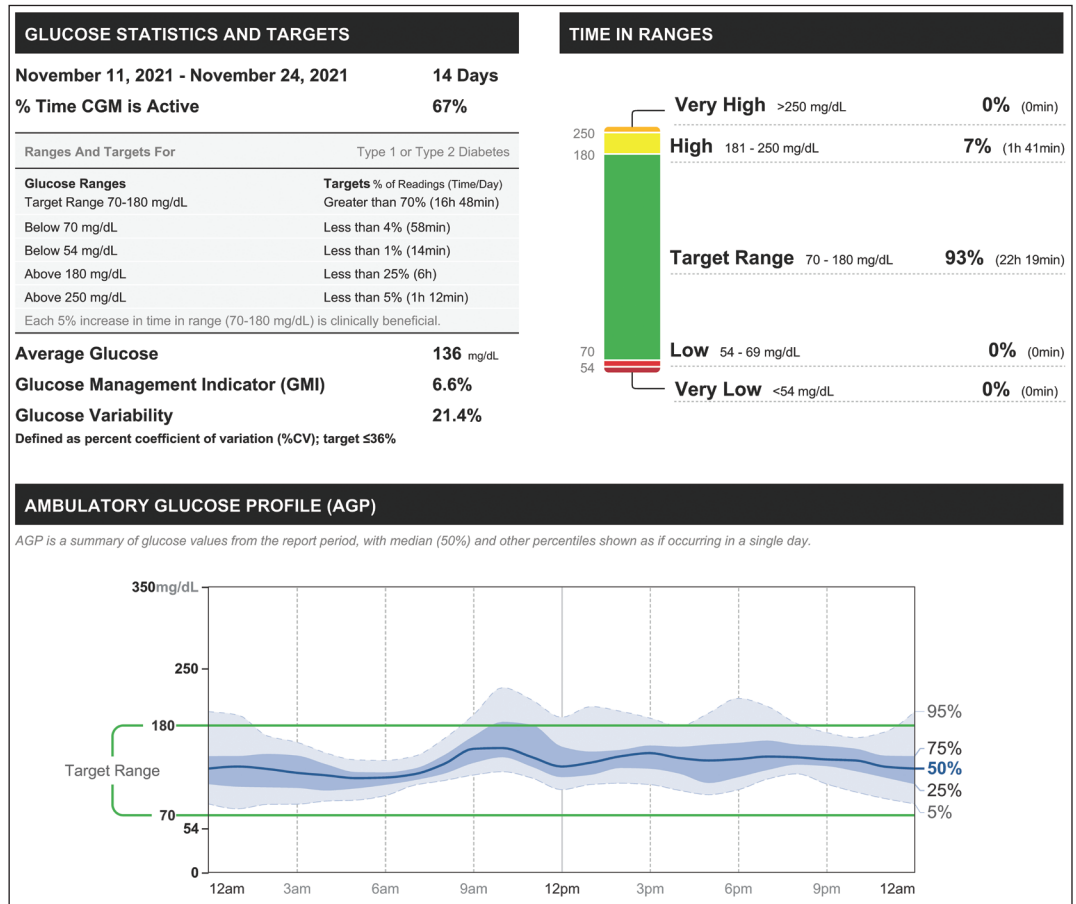 GLUCOSE STATISTICS AND TARGETS
November 11, 2021 - November 24, 2021 14 Days
% Time CGM is Active 67%
Ranges And Targets For Type 1 or Type 2 Diabetes
Glucose Ranges Targets % of Readings (Time/Day)
Target Range 70-180 mg/dL Greater than 70% (16h 48min)
Below 70 mg/dL Less than 4% (58min)
Below 54 mg/dL Less than 1% (14min)
Above 180 mg/dL Less than 25% (6h)
Above 250 mg/dL Less than 5% (1h 12min)
Each 5% increase in time in range (70-180 mg/dL) is clinically beneficial.
Average Glucose 136 mg/dL
Glucose Management Indicator (GMI) 6.6%
Glucose Variability 21.4%
Defined as percent coefficient of variation (%CV); target ≤36%
TIME IN RANGES
Very High >250 mg/dL 0% (0min)
250
High 181 - 250 mg/dL 7% (1h 41min)
180
Target Range 70 - 180 mg/dL 93% (22h 19min)
70
Low 54 - 69 mg/dL 0% (0min)
54
Very Low <54 mg/dL 0% (0min)
AMBULATORY GLUCOSE PROFILE (AGP)
AGP is a summary of glucose values from the report period, with median (50%) and other percentiles shown as if occurring in a single day.
350mg/dL
250
180
Target Range
70
54
0
95%
75%
50%
25%
5%
12am 3am 6am 9am 12pm 3pm 6pm 9pm 12am